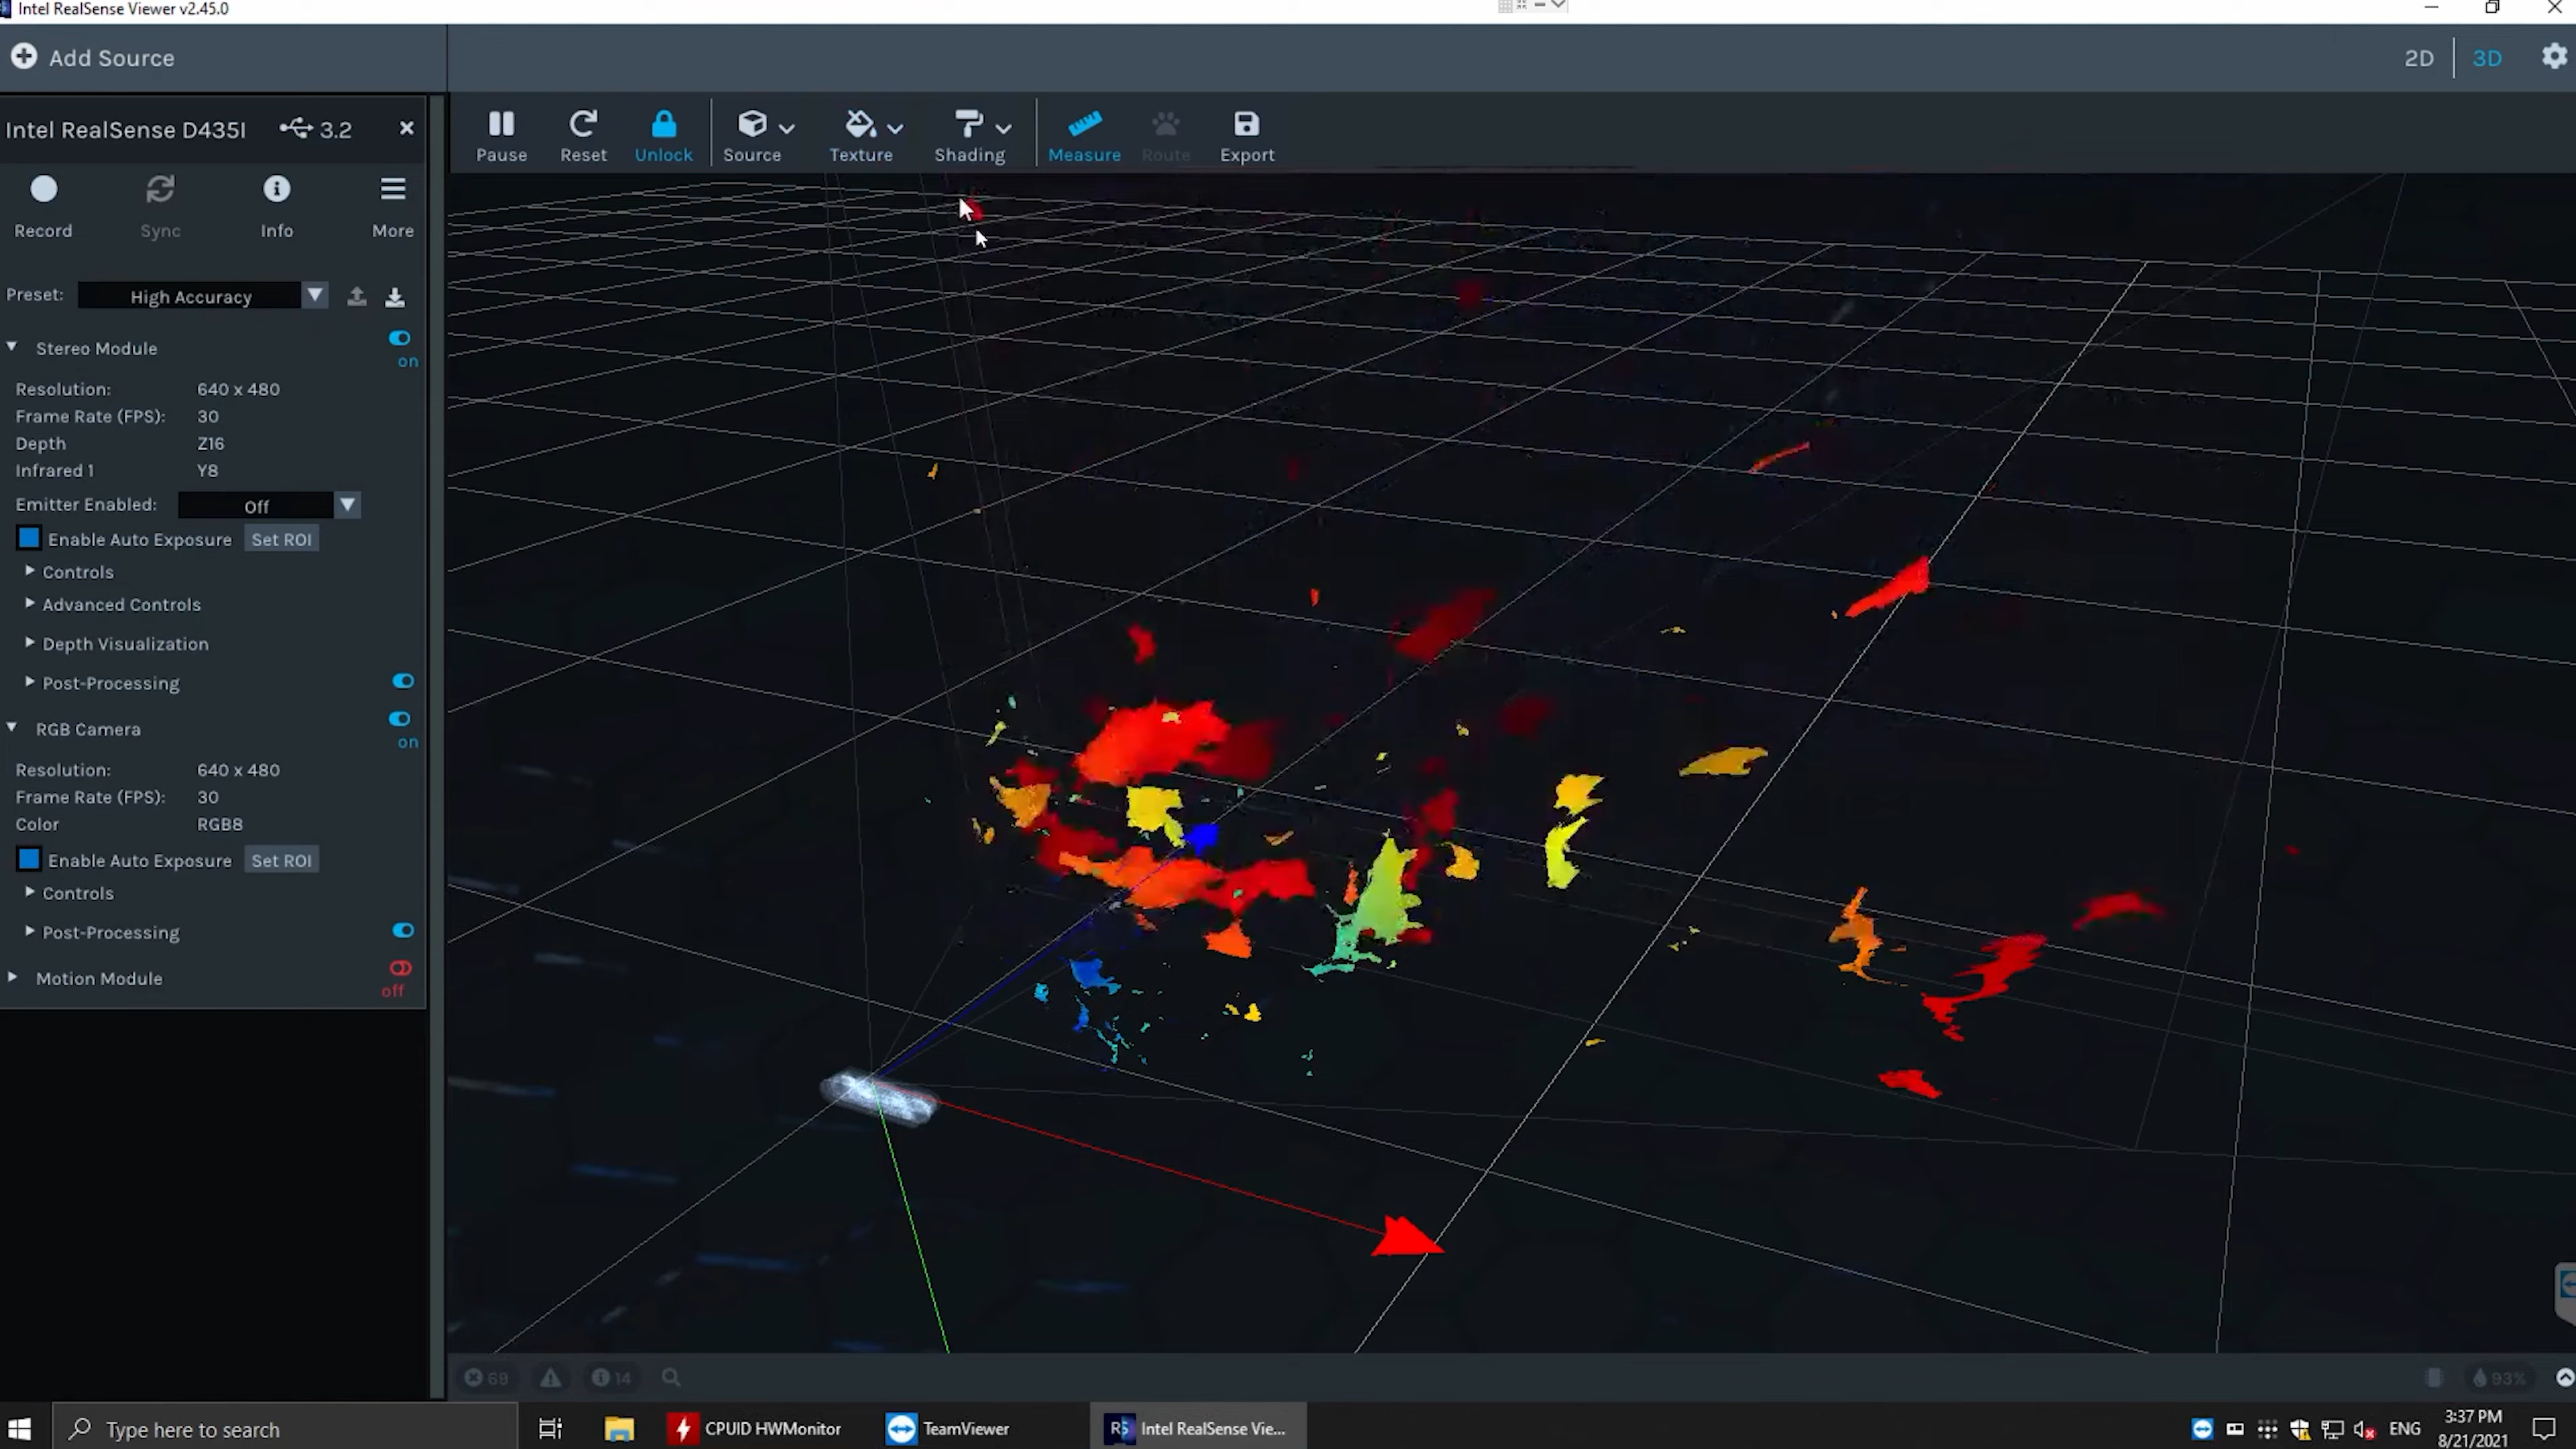 Intel RealSense Viewer v2.45.0
Add Source
2D
3D
Intel RealSense D435I
3.2
Pause
Reset
Unlock
Source
Texture
Shading
Measure
Route
Export
Record
Sync
Info
More
Preset:
High Accuracy
Stereo Module
on
Resolution:
640 x 480
Frame Rate (FPS):
30
Depth
Z16
Infrared 1
Y8
Emitter Enabled:
Off
Enable Auto Exposure
Set ROI
Controls
Advanced Controls
Depth Visualization
Post-Processing
RGB Camera
on
Resolution:
640 x 480
Frame Rate (FPS):
30
Color
RGB8
Enable Auto Exposure
Set ROI
Controls
Post-Processing
Motion Module
off
69
14
93%
Type here to search
CPUID HWMonitor
TeamViewer
RS
Intel RealSense Vie...
ENG
3:37 PM
8/21/2021